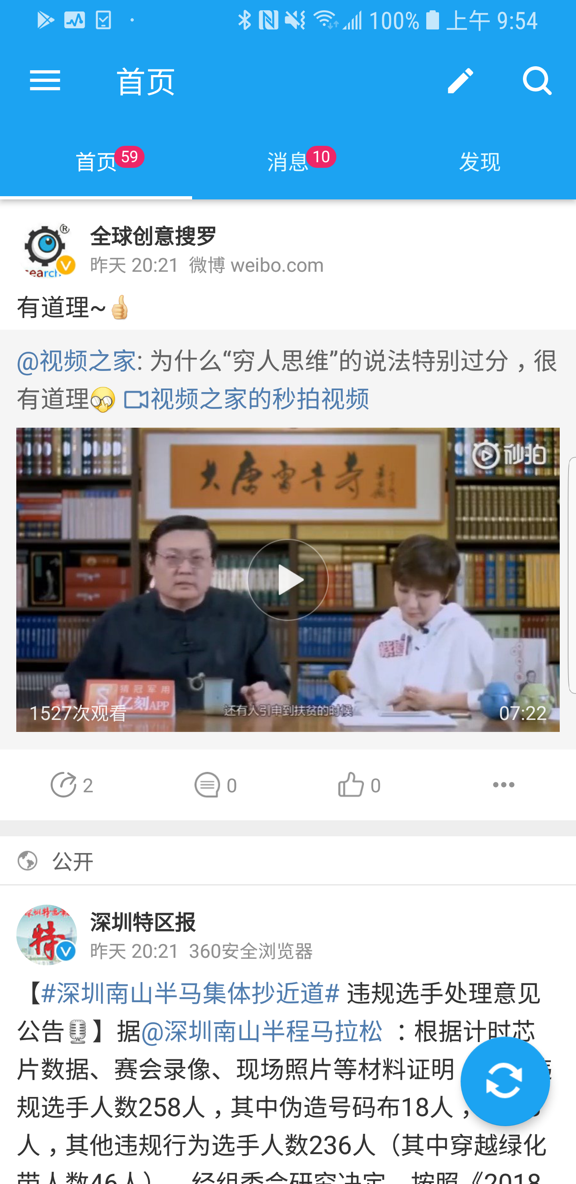 100% 上午 9:54
首页
首页 59 消息 10 发现
全球创意搜罗
昨天 20:21 微博 weibo.com
有道理~
@视频之家: 为什么“穷人思维”的说法特别过分，很
有道理 视频之家的秒拍视频
秒拍
大唐雷音寺
亿刻APP
还有人引申到扶贫的时候
1527次观看 07:22
2 0 0
公开
深圳特区报
昨天 20:21 360安全浏览器
【#深圳南山半马集体抄近道# 违规选手处理意见
公告】据@深圳南山半程马拉松 ：根据计时芯
片数据、赛会录像、现场照片等材料证明
规选手人数258人，其中伪造号码布18人，
人，其他违规行为选手人数236人（其中穿越绿化
带人数46人）。经组委会研究决定，按照《2018